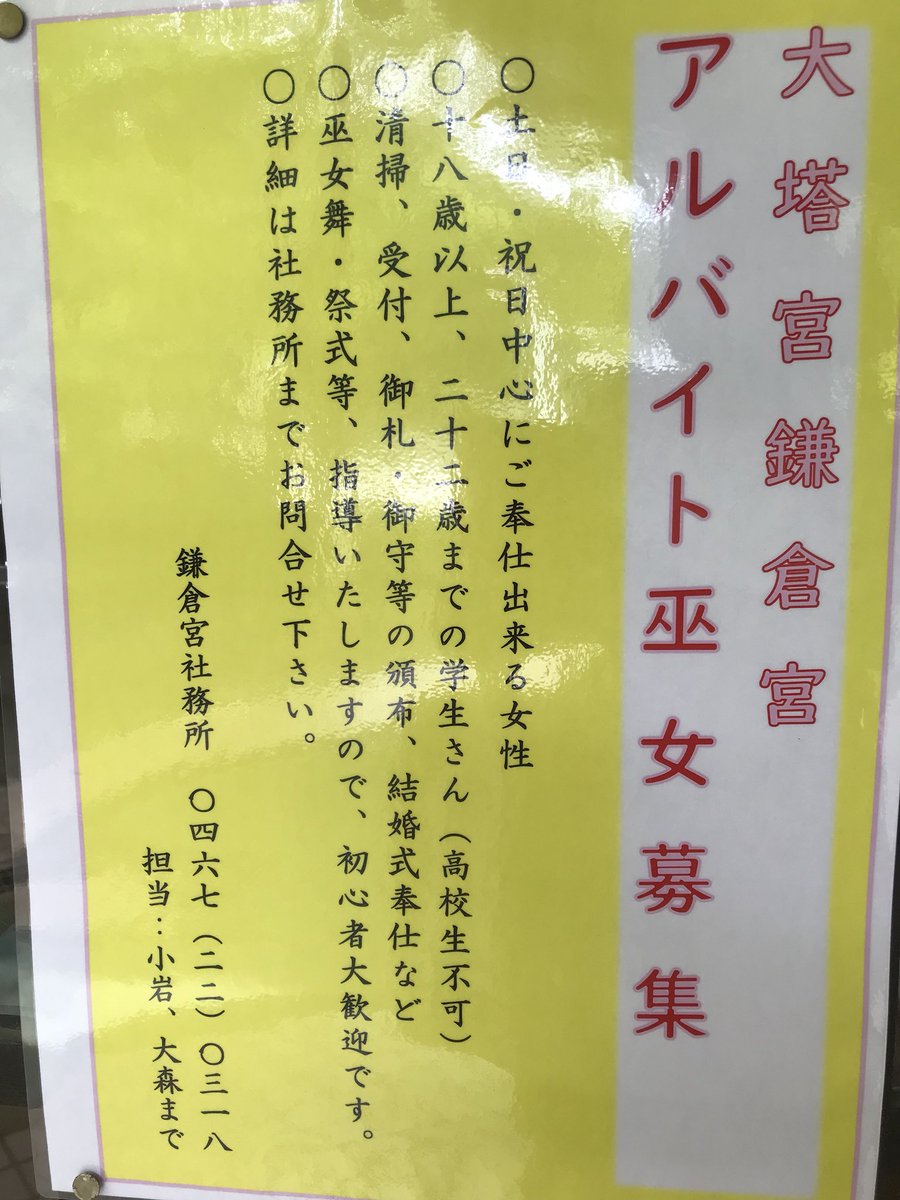 大塔宮鎌倉宮
アルバイト巫女募集
〇土日・祝日中心にご奉仕出来る女性
〇十八歳以上、二十二歳までの学生さん（高校生不可）
〇清掃、受付、御札・御守等の頒布、結婚式奉仕など
〇巫女舞・祭式等、指導いたしますので、初心者大歓迎です。
〇詳細は社務所までお問合せ下さい。
鎌倉宮社務所　〇四六七（二二）〇三一八
担当：小岩、大森まで